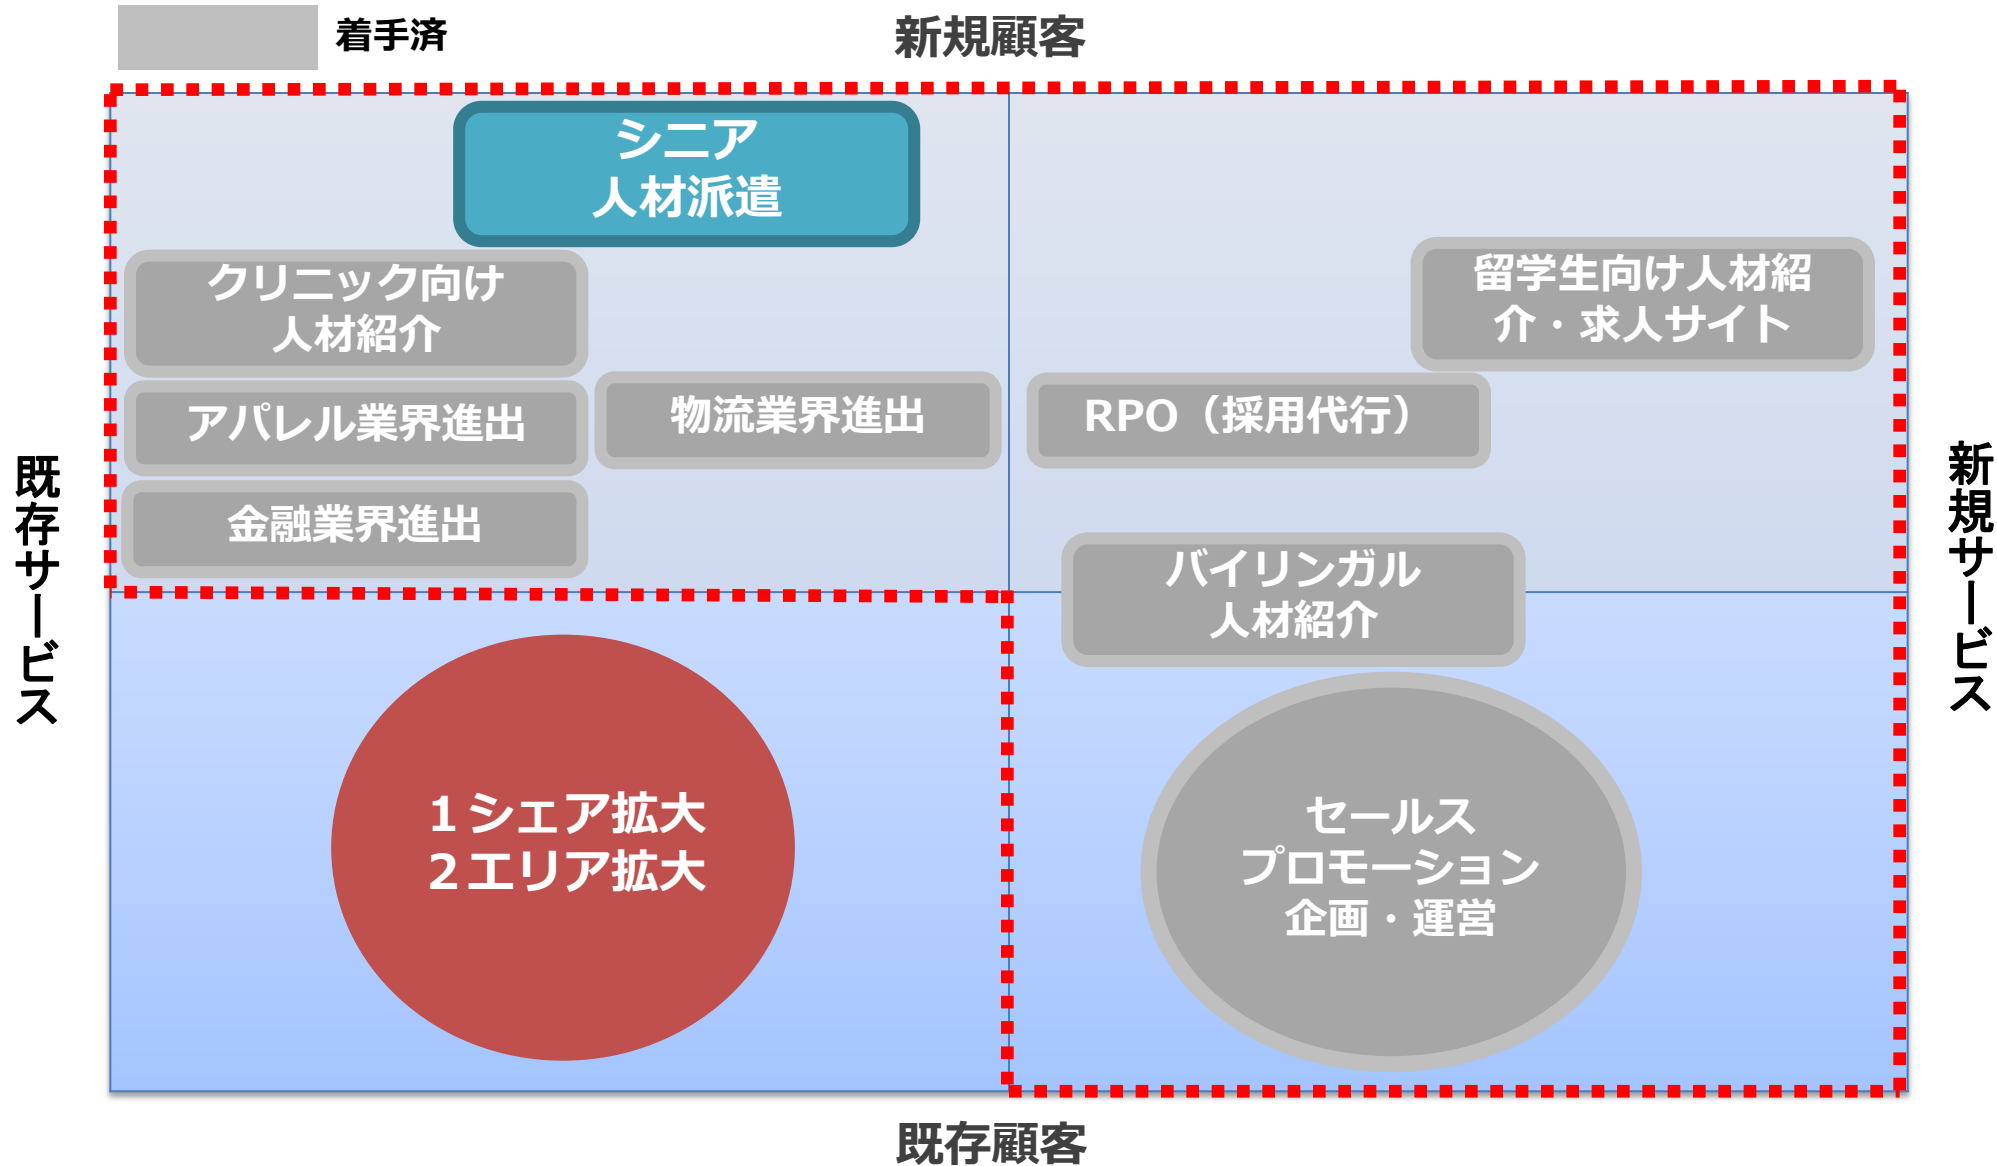 着手済
新規顧客
シニア
人材派遣
クリニック向け
人材紹介
留学生向け人材紹
介・求人サイト
アパレル業界進出
物流業界進出
RPO（採用代行）
金融業界進出
既存サービス
新規サービス
バイリンガル
人材紹介
１シェア拡大
２エリア拡大
セールス
プロモーション
企画・運営
既存顧客